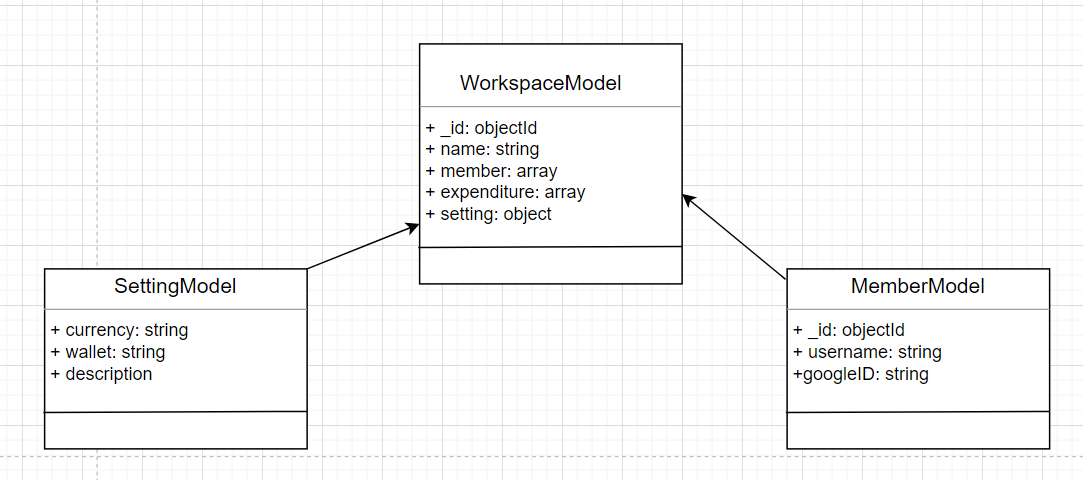 WorkspaceModel
+ _id: objectId
+ name: string
+ member: array
+ expenditure: array
+ setting: object
SettingModel
+ currency: string
+ wallet: string
+ description
MemberModel
+ _id: objectId
+ username: string
+googleID: string